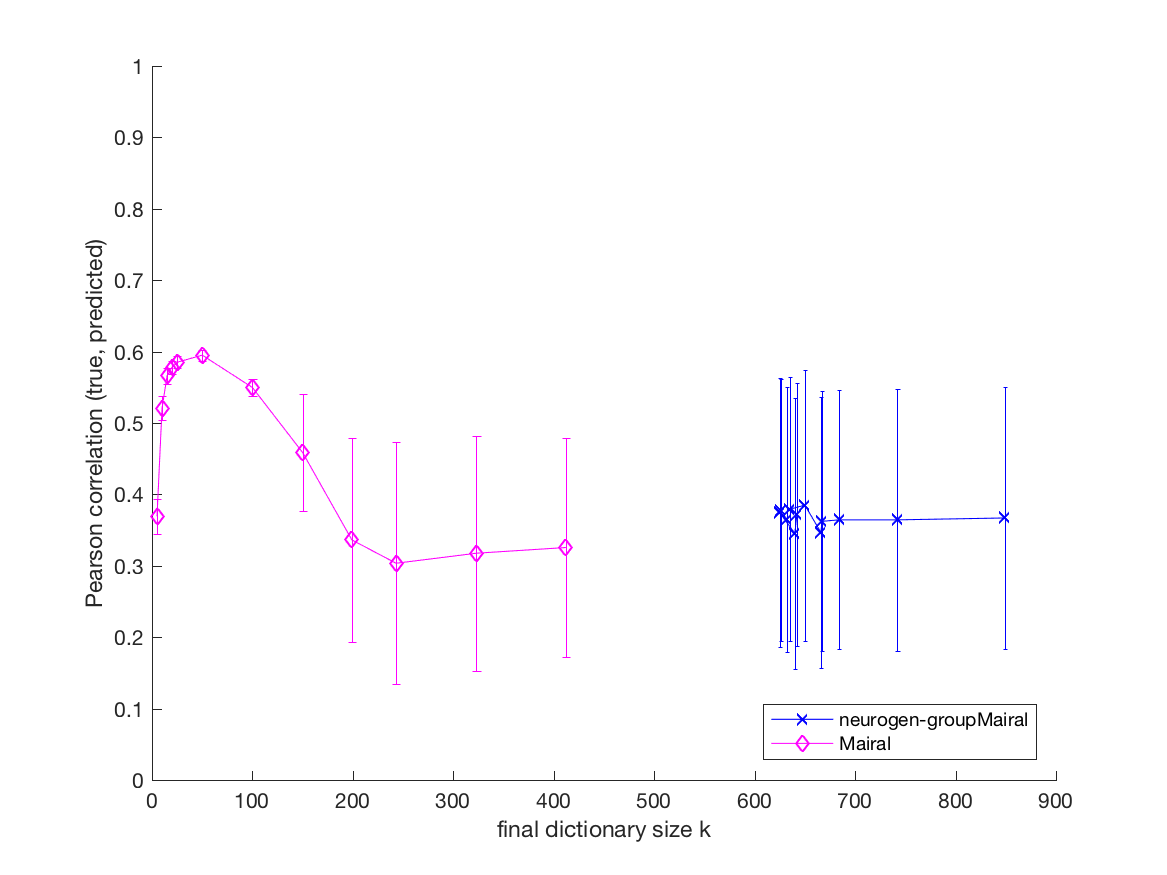 1
0.9
0.8
0.7
0.6
0.5
0.4
0.3
0.2
0.1
0
Pearson correlation (true, predicted)
neurogen-groupMairal
Mairal
0 100 200 300 400 500 600 700 800 900
final dictionary size k